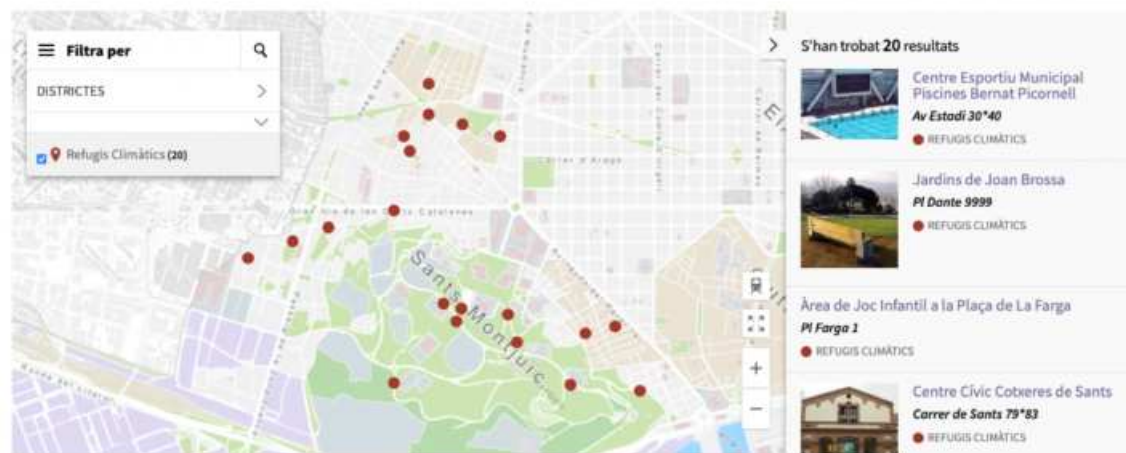 Filtra per
DISTRICTES
Refugis Climàtics (20)
Carrer d'Aragó
Gran Via de les Corts Catalanes
Sants-Montjuïc
S'han trobat 20 resultats
Centre Esportiu Municipal
Piscines Bernat Picornell
Av Estadi 30*40
REFUGIS CLIMÀTICS
Jardins de Joan Brossa
Pl Dante 9999
REFUGIS CLIMÀTICS
Àrea de Joc Infantil a la Plaça de La Farga
Pl Farga 1
REFUGIS CLIMÀTICS
Centre Cívic Cotxeres de Sants
Carrer de Sants 79*83
REFUGIS CLIMÀTICS